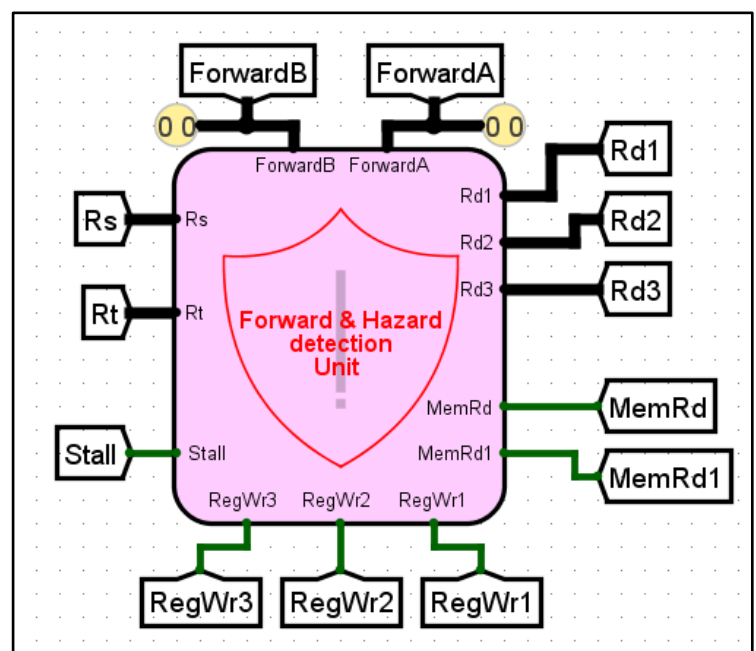 ForwardB ForwardA
0 0 0 0
ForwardB ForwardA
Rd1 Rd1
Rs Rs
Rd2 Rd2
Rd3 Rd3
Rt Rt
Forward & Hazard
detection
Unit
!
MemRd MemRd
Stall Stall
MemRd1 MemRd1
RegWr3 RegWr2 RegWr1
RegWr3 RegWr2 RegWr1